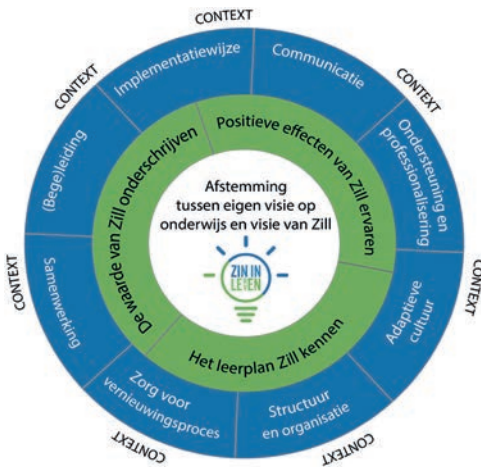 CONTEXT
CONTEXT
CONTEXT
CONTEXT
CONTEXT
CONTEXT
CONTEXT
CONTEXT
Implementatiewijze
Communicatie
Ondersteuning en
professionalisering
Adaptieve
cultuur
Structuur
en organisatie
Zorg voor
vernieuwingsproces
Samenwerking
(Bege)leiding
De waarde van Zill onderschrijven
Positieve effecten van Zill ervaren
Het leerplan Zill kennen
Afstemming
tussen eigen visie op
onderwijs en visie van Zill
ZIN IN
LEREN